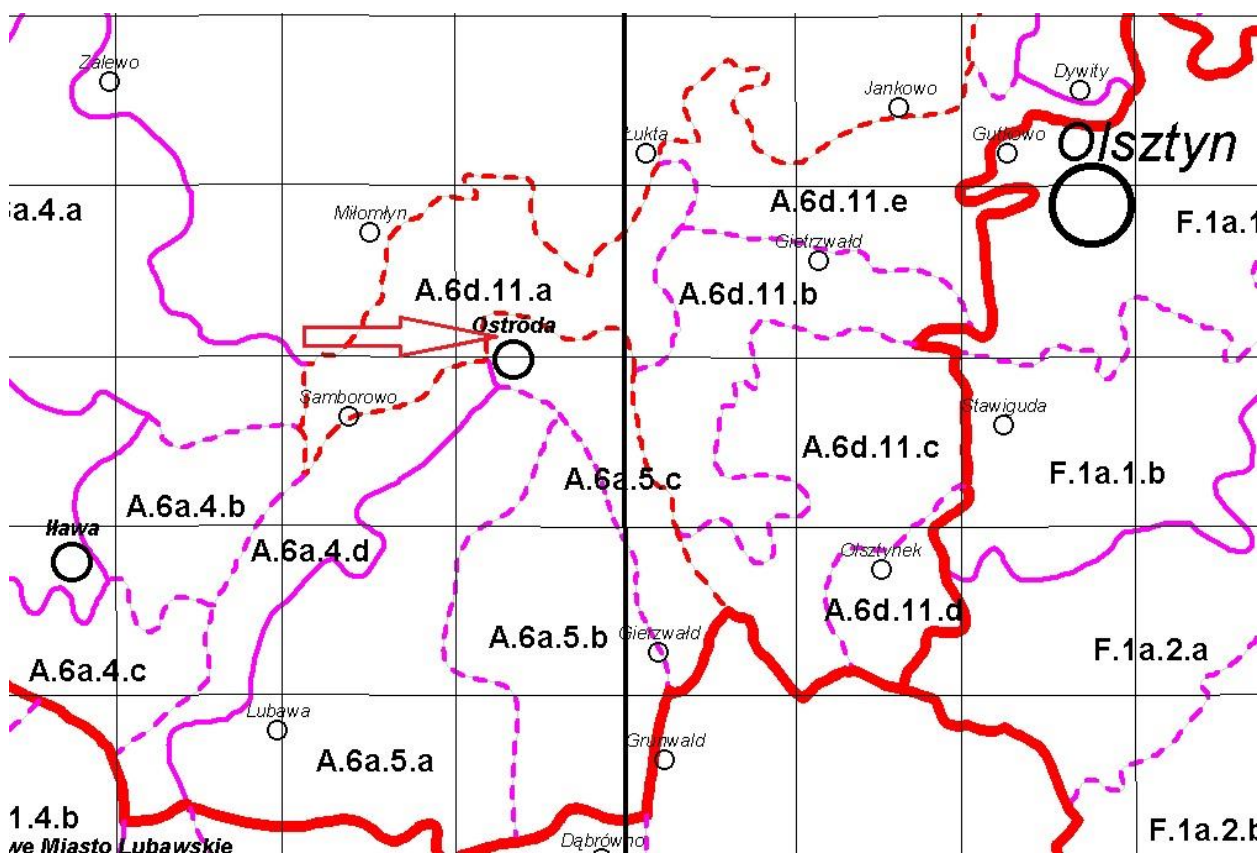 Zalewo
Dywity
Jankowo
Łukta
Gutkowo
Olsztyn
A.6d.11.e
a.4.a
Miłomłyn
F.1a.1
Gietrzwałd
A.6d.11.a
A.6d.11.b
Ostróda
Samborowo
Stawiguda
A.6d.11.c
A.6a.5.c
F.1a.1.b
A.6a.4.b
Iława
A.6a.4.d
Olsztynek
A.6d.11.d
A.6a.5.b
Gierzwałd
F.1a.2.a
A.6a.4.c
Lubawa
Grunwald
A.6a.5.a
1.4.b
F.1a.2.b
we Miasto Lubawskie
Dąbrówno